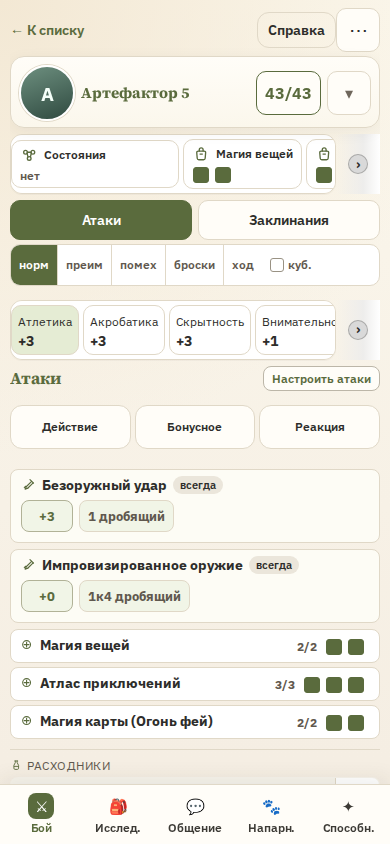 ← К списку
Справка
...
А
Артефактор 5
43/43
▼
Состояния
нет
Магия вещей
Атаки
Заклинания
норм преим помех броски ход куб.
Атлетика
+3
Акробатика
+3
Скрытность
+3
Внимательно
+1
Атаки
Настроить атаки
Действие
Бонусное
Реакция
Безоружный удар всегда
+3 1 дробящий
Импровизированное оружие всегда
+0 1к4 дробящий
Магия вещей 2/2
Атлас приключений 3/3
Магия карты (Огонь фей) 2/2
РАСХОДНИКИ
Бой
Исслед.
Общение
Напарн.
Способн.